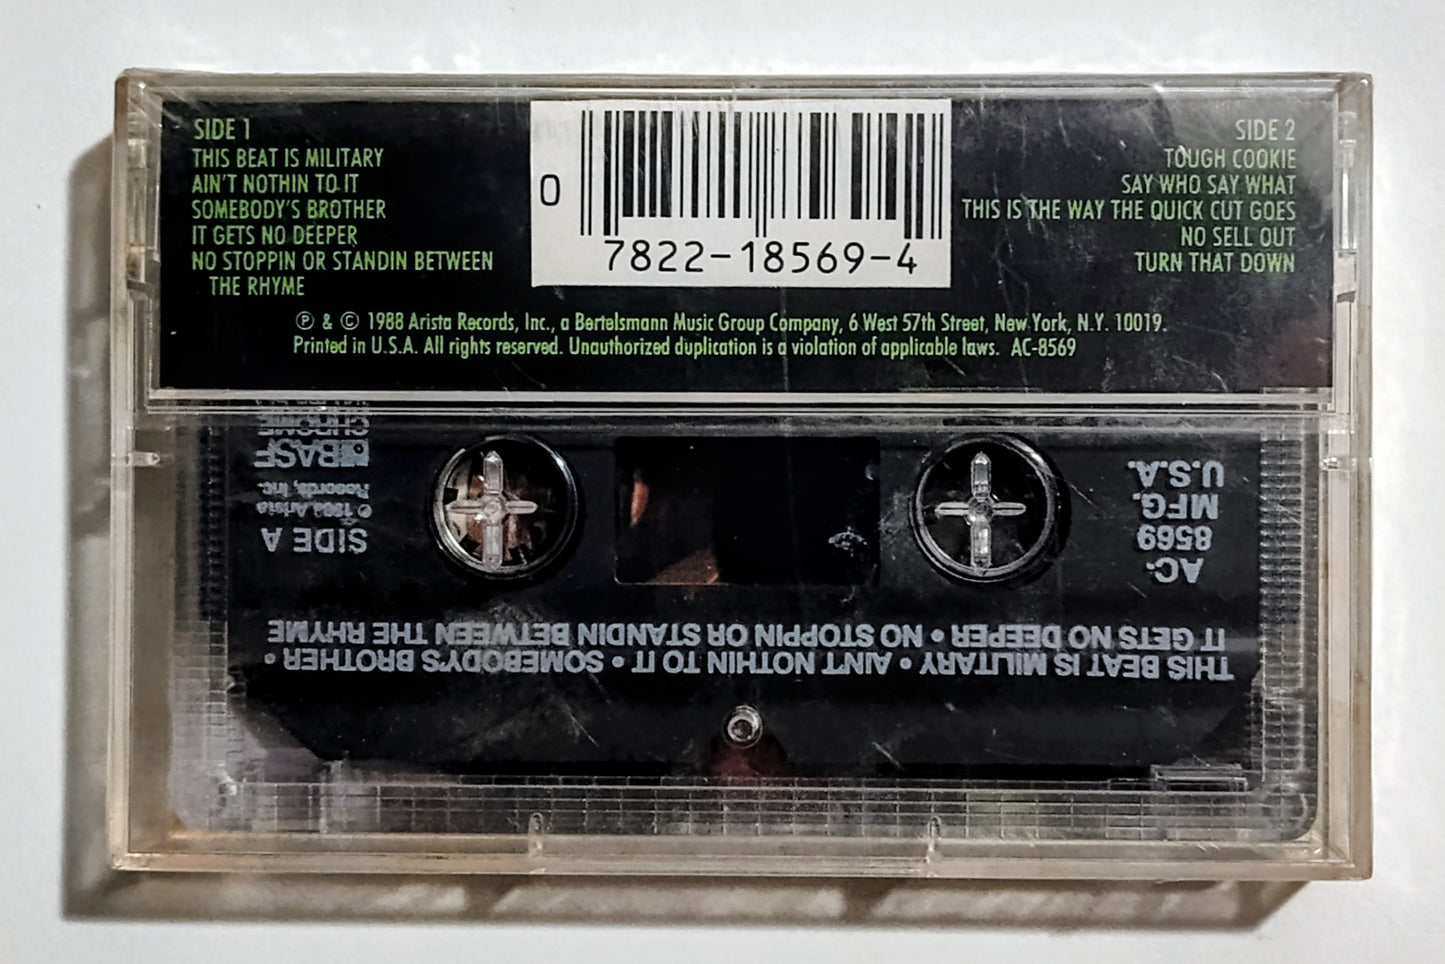 SIDE 1
THIS BEAT IS MILITARY
AIN'T NOTHIN TO IT
SOMEBODY'S BROTHER
IT GETS NO DEEPER
NO STOPPIN OR STANDIN BETWEEN
THE RHYME
0
7822-18569-4
SIDE 2
TOUGH COOKIE
SAY WHO SAY WHAT
THIS IS THE WAY THE QUICK CUT GOES
NO SELL OUT
TURN THAT DOWN
℗ & © 1988 Arista Records, Inc., a Bertelsmann Music Group Company, 6 West 57th Street, New York, N.Y. 10019.
Printed in U.S.A. All rights reserved. Unauthorized duplication is a violation of applicable laws. AC-8569
THIS BEAT IS MILITARY • AIN'T NOTHIN TO IT • SOMEBODY'S BROTHER •
IT GETS NO DEEPER • NO STOPPIN OR STANDIN BETWEEN THE RHYME
AC-
8569
MFG.
U.S.A.
SIDE A
© 1988 Arista
Records, Inc.
BASF
CHROME